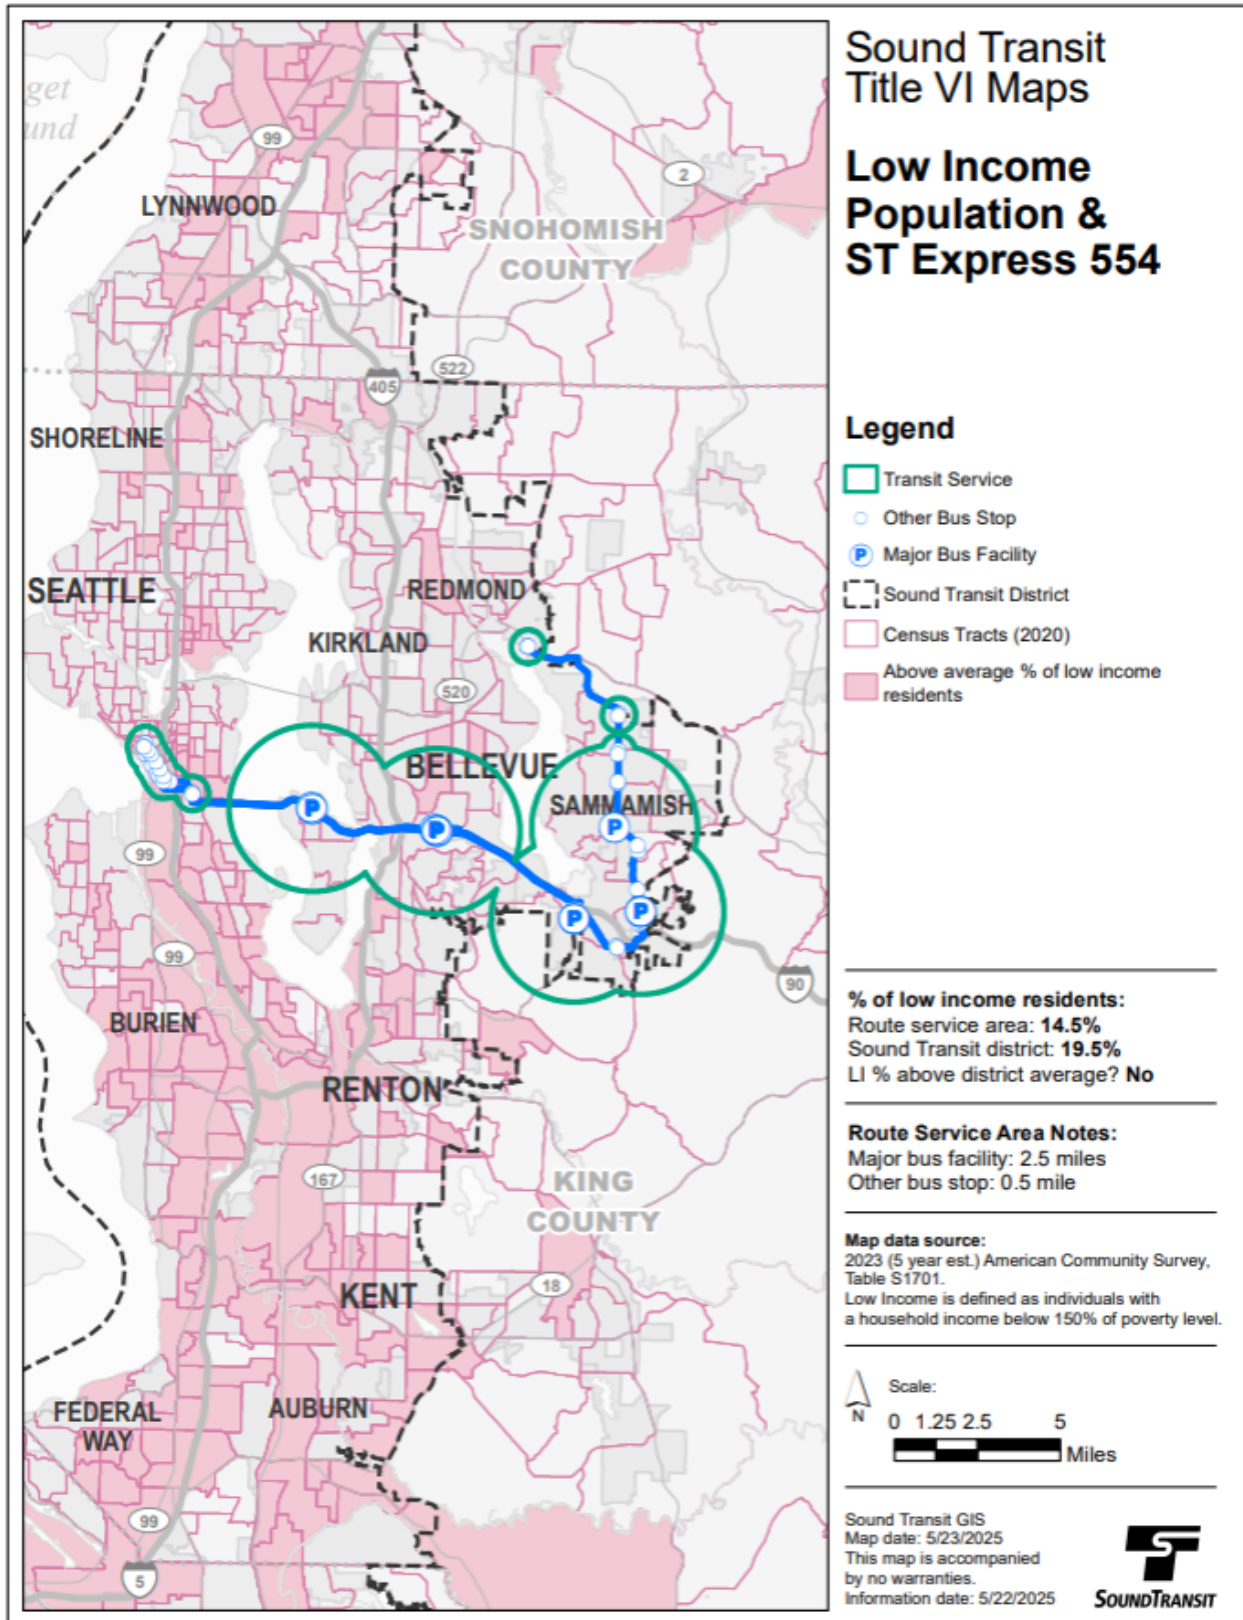 Sound Transit
Title VI Maps
Low Income
Population &
ST Express 554
Legend
Transit Service
Other Bus Stop
P
Major Bus Facility
Sound Transit District
Census Tracts (2020)
Above average % of low income
residents
% of low income residents:
Route service area: 14.5%
Sound Transit district: 19.5%
LI % above district average? No
Route Service Area Notes:
Major bus facility: 2.5 miles
Other bus stop: 0.5 mile
Map data source:
2023 (5 year est.) American Community Survey,
Table S1701.
Low Income is defined as individuals with
a household income below 150% of poverty level.
N
Scale:
0 1.25 2.5 5
Miles
Sound Transit GIS
Map date: 5/23/2025
This map is accompanied
by no warranties.
Information date: 5/22/2025
SOUNDTRANSIT
get
und
99
2
LYNNWOOD
SNOHOMISH
COUNTY
522
405
SHORELINE
SEATTLE
REDMOND
KIRKLAND
520
BELLEVUE
SAMMAMISH
P
P
P
P
P
99
99
90
BURIEN
RENTON
167
KING
COUNTY
18
KENT
FEDERAL
WAY
AUBURN
99
5